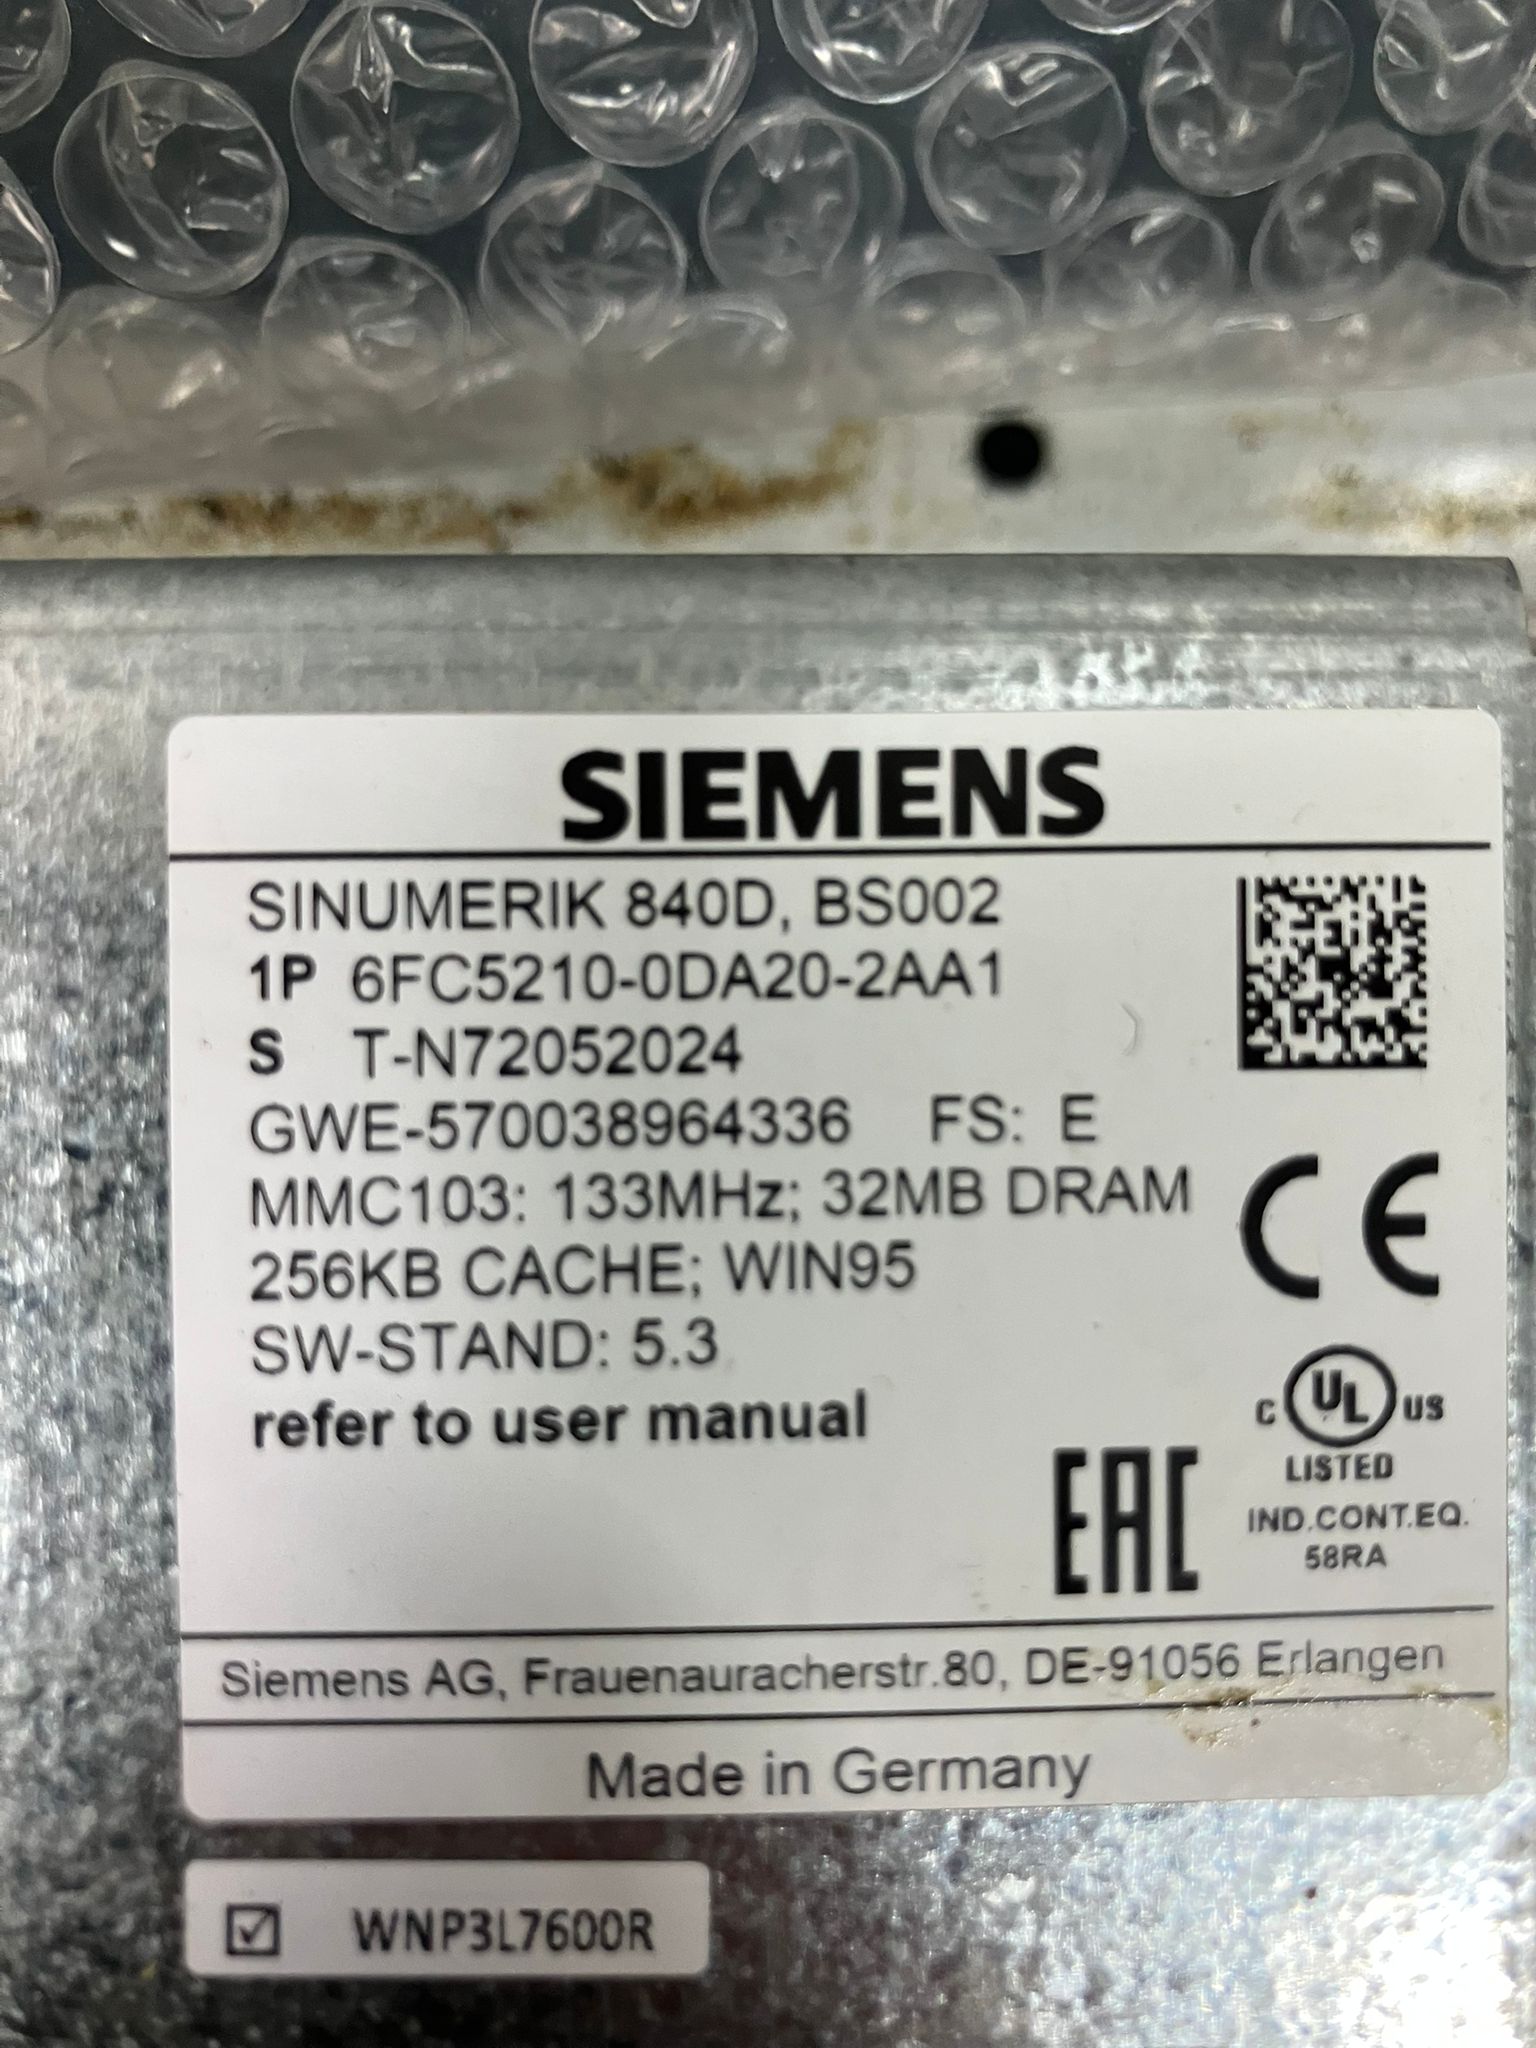 SIEMENS
SINUMERIK 840D, BS002
1P 6FC5210-0DA20-2AA1
S T-N72052024
GWE-570038964336 FS: E
MMC103: 133MHz; 32MB DRAM
256KB CACHE; WIN95
SW-STAND: 5.3
refer to user manual
CE
C UL US
LISTED
IND.CONT.EQ.
58RA
EAC
Siemens AG, Frauenauracherstr.80, DE-91056 Erlangen
Made in Germany
WNP3L7600R